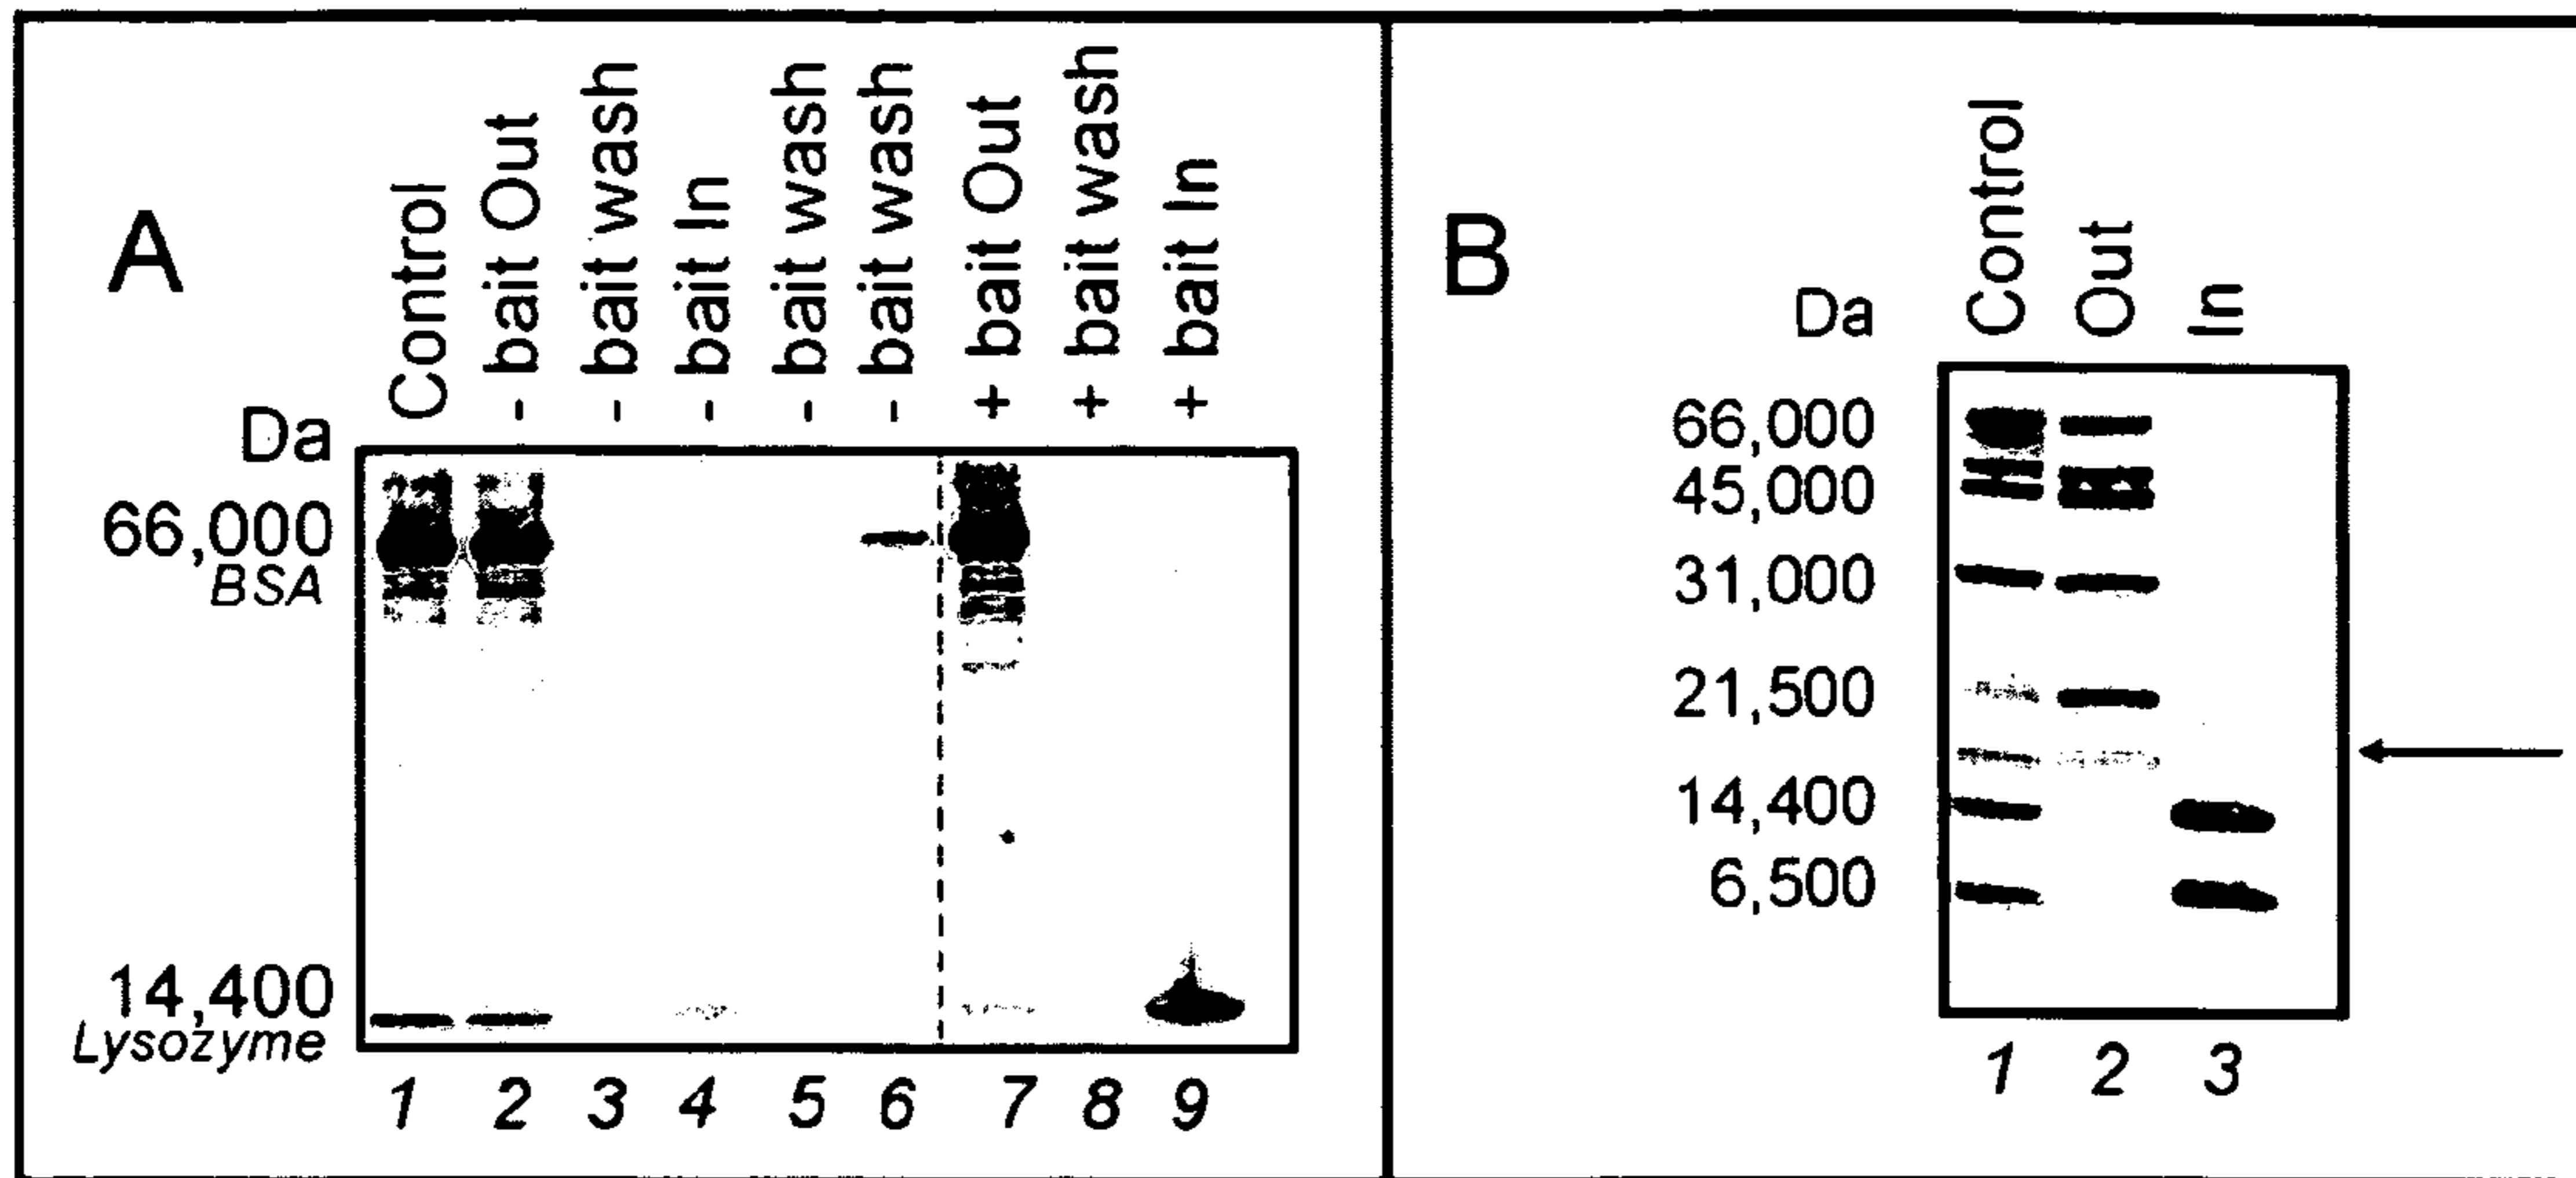 A
Control
- bait Out
- bait wash
- bait In
- bait wash
- bait wash
+ bait Out
+ bait wash
+ bait In
Da
66,000
BSA
14,400
Lysozyme
1 2 3 4 5 6 7 8 9
B
Da
Control
Out
In
66,000
45,000
31,000
21,500
14,400
6,500
1 2 3